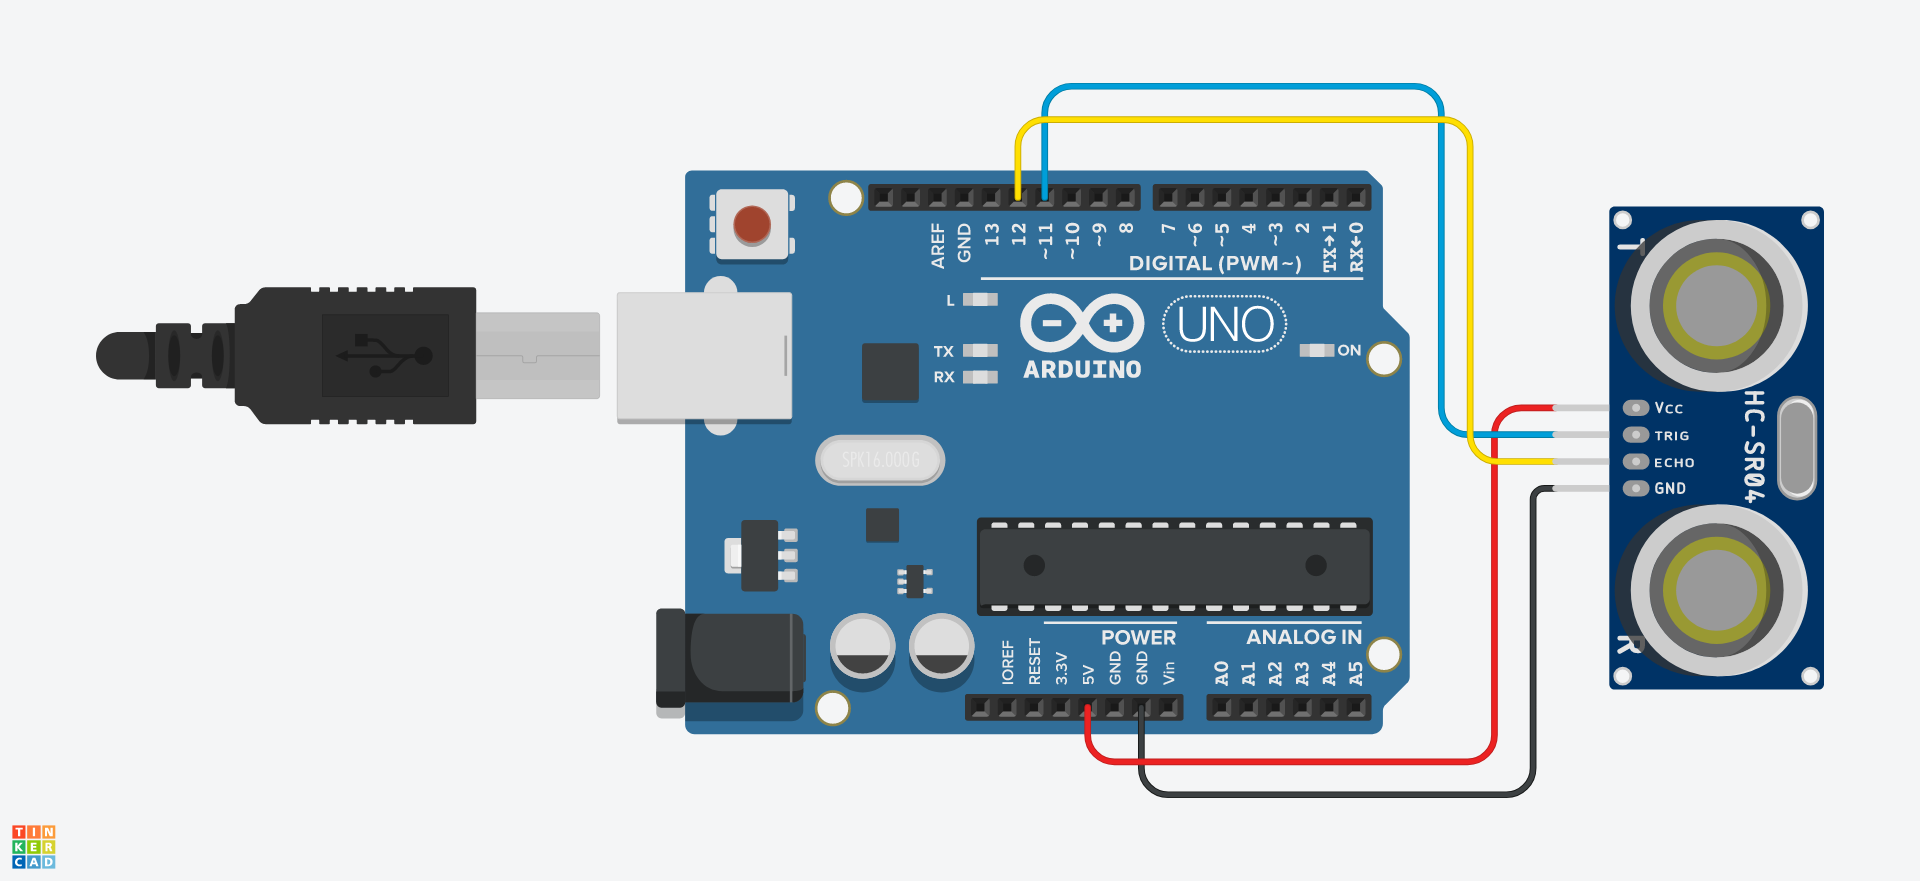 AREF
GND
13
12
~11
~10
~9
8
7
~6
~5
4
~3
2
TX→1
RX←0
DIGITAL (PWM~)
L
TX
RX
ARDUINO
UNO
ON
SPK16.000G
POWER
ANALOG IN
IOREF
RESET
3.3V
5V
GND
GND
Vin
A0
A1
A2
A3
A4
A5
T
VCC
TRIG
ECHO
GND
HC-SR04
R
TIN
KER
CAD